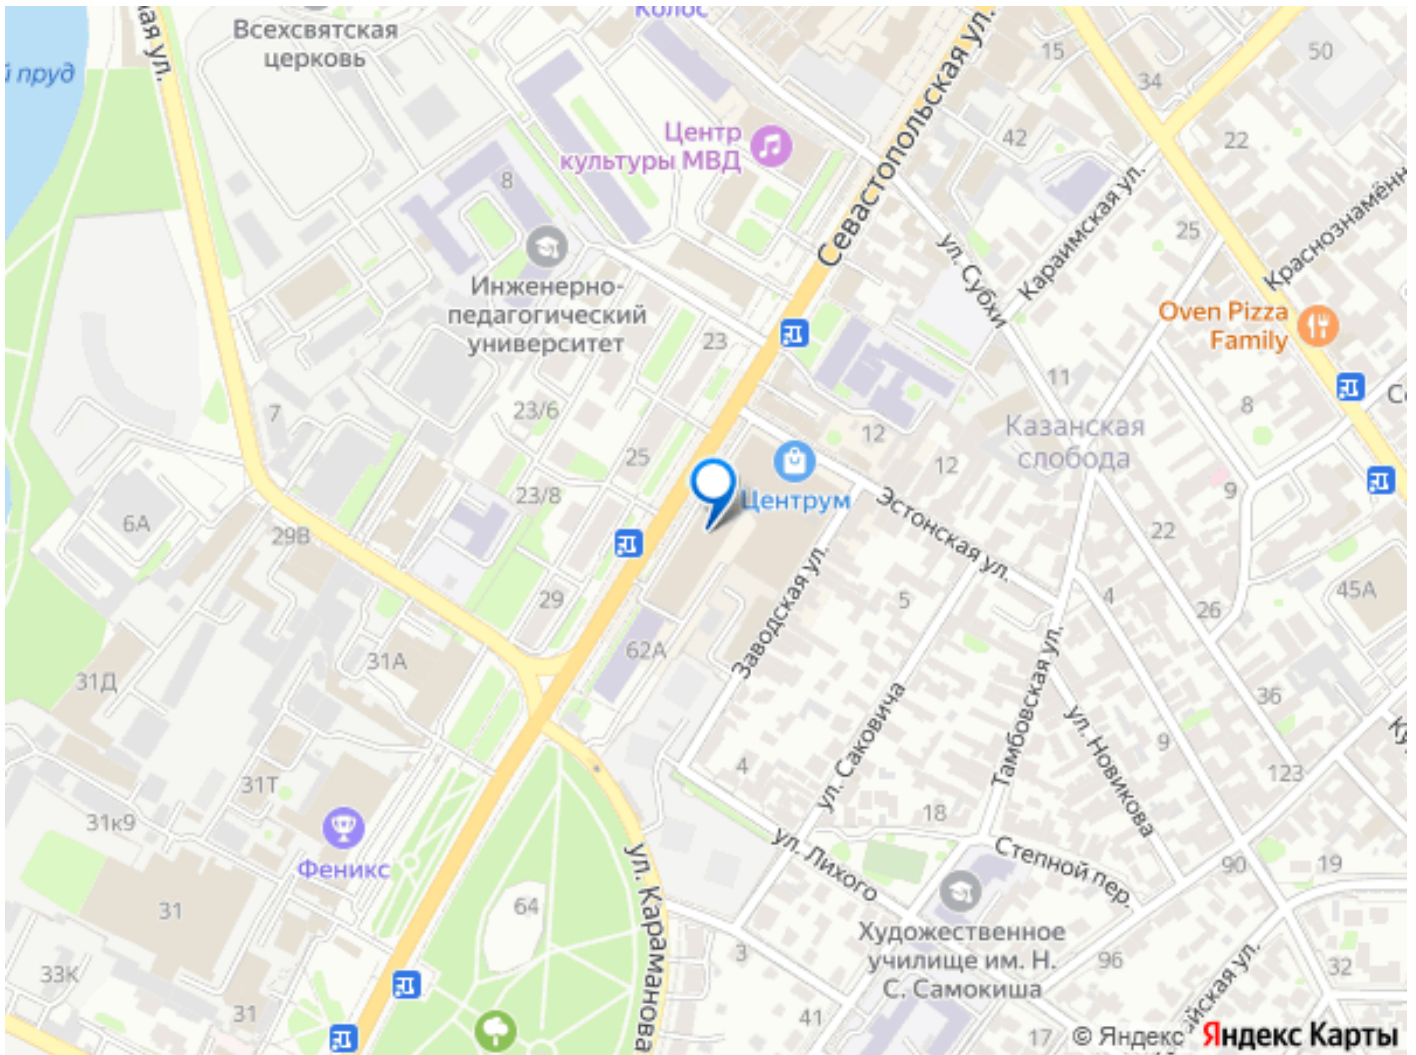 Колос
Всехсвятская
церковь
ная ул.
й пруд
Севастопольская ул.
15
50
34
Центр
культуры МВД
42
22
8
Караимская ул.
ул. Субхи
25
Краснознамённ
Инженерно-
педагогический
университет
Oven Pizza
Family
23
11
7
23/6
8
Казанская
слобода
12
25
12
Центрум
Эстонская ул.
23/8
9
6А
22
29В
Заводская ул.
29
5
4
45А
26
62А
31А
31Д
Тамбовская ул.
36
ул. Саковича
ул. Новикова
9
4
123
31Т
18
31к9
ул. Лихого
Степной пер.
Феникс
90
19
ул. Караманова
64
31
Художественное
училище им. Н.
С. Самокиша
3
96
32
33К
йская ул.
31
41
17
© Яндекс Яндекс Карты